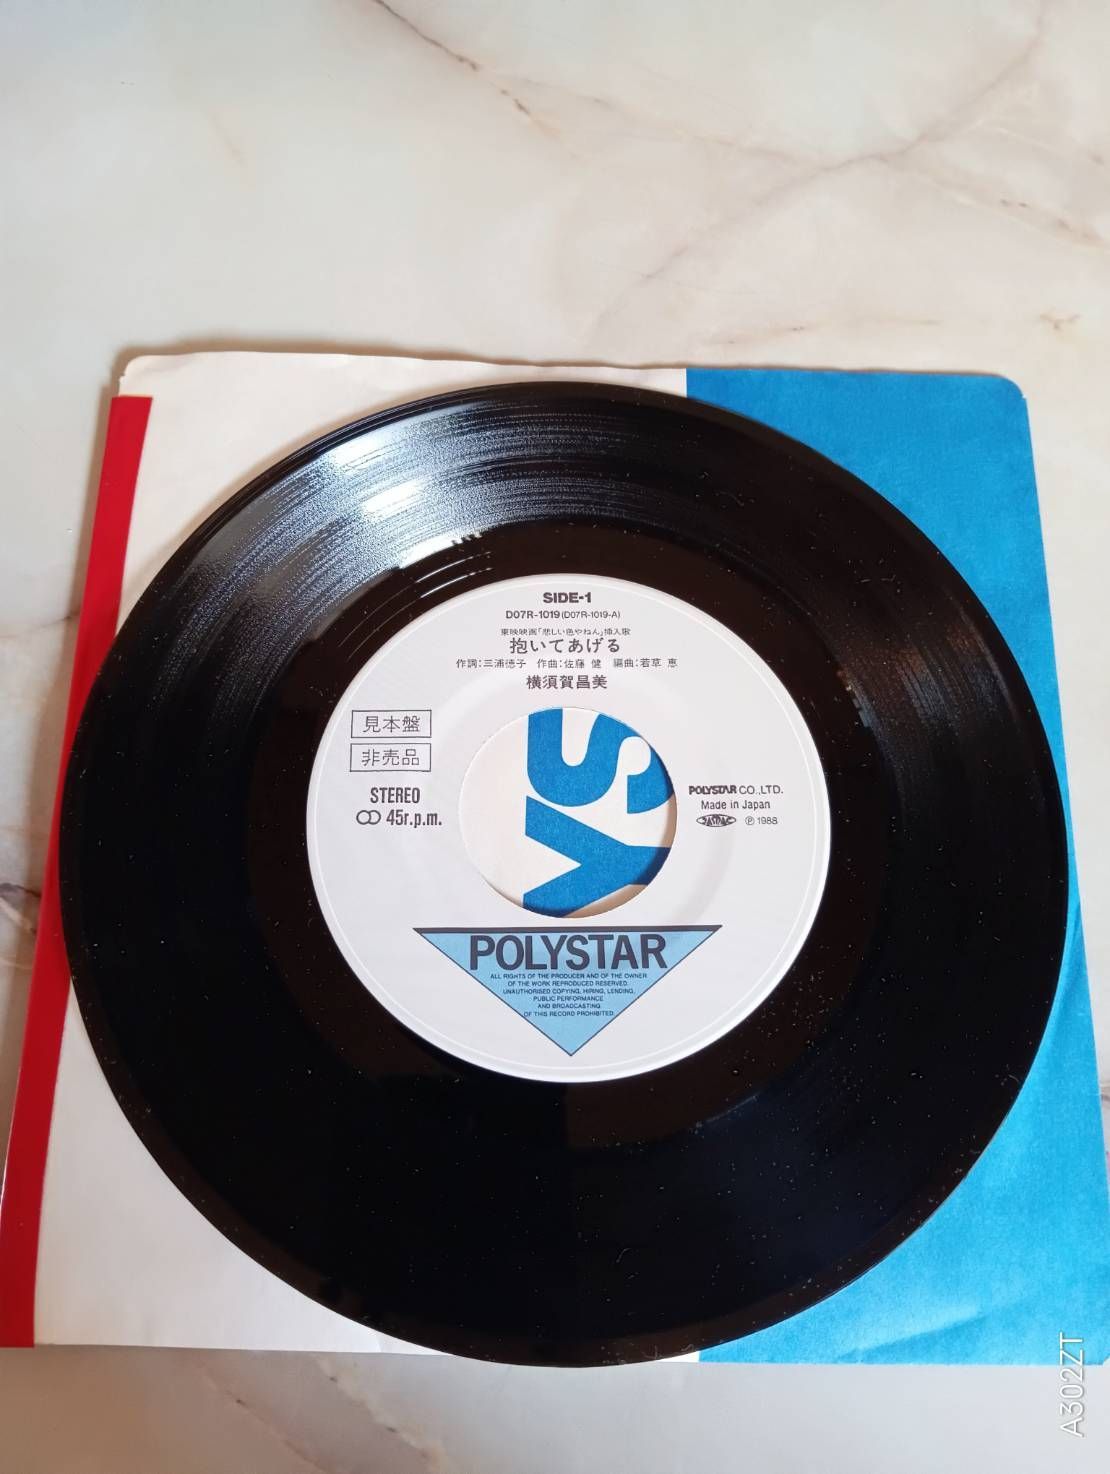 SIDE-1
D07R-1019 (D07R-1019-A)
東映映画「悲しい色やねん」挿入歌
抱いてあげる
作詞:三浦徳子 作曲:佐藤 健 編曲:若草 恵
横須賀昌美
見本盤
非売品
STEREO
45r.p.m.
POLYSTAR CO.,LTD.
Made in Japan
JASRAC ℗ 1988
YS
POLYSTAR
ALL RIGHTS OF THE PRODUCER AND OF THE OWNER
OF THE WORK REPRODUCED RESERVED.
UNAUTHORISED COPYING, HIRING, LENDING,
PUBLIC PERFORMANCE
AND BROADCASTING
OF THIS RECORD PROHIBITED.
A302ZT